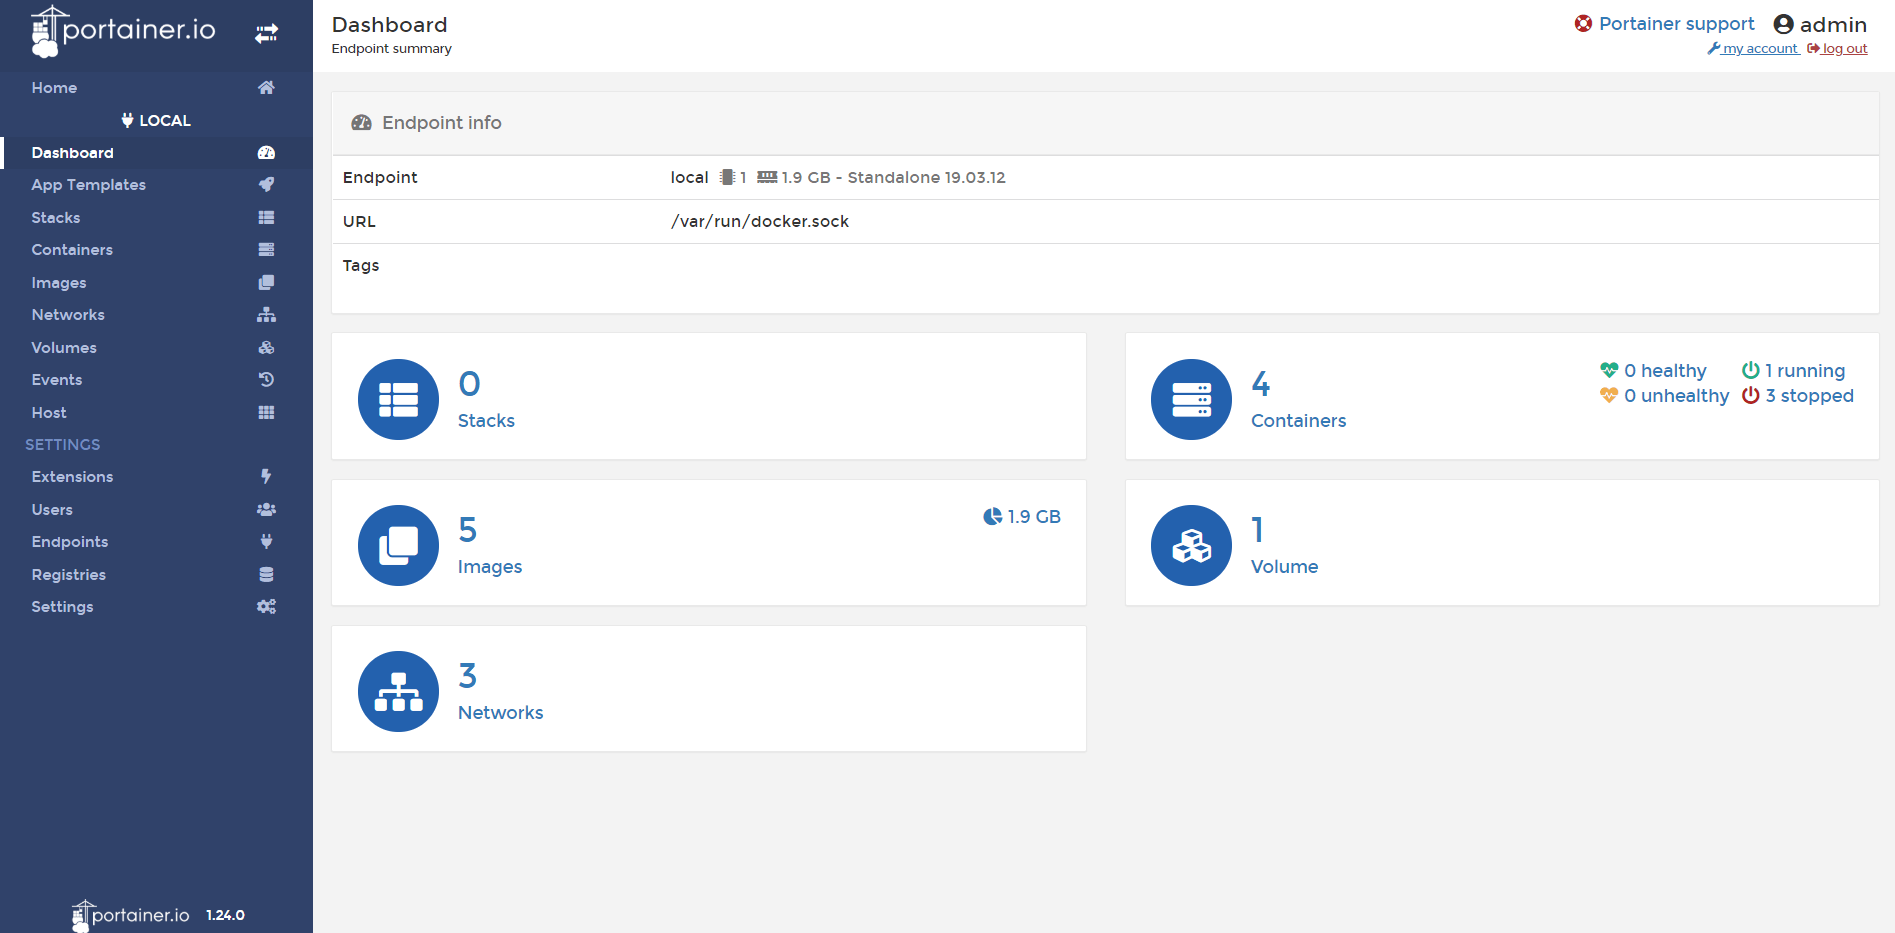 portainer.io
Home
LOCAL
Dashboard
App Templates
Stacks
Containers
Images
Networks
Volumes
Events
Host
SETTINGS
Extensions
Users
Endpoints
Registries
Settings
portainer.io 1.24.0
Dashboard
Endpoint summary
Portainer support admin
my account log out
Endpoint info
Endpoint local 1 1.9 GB - Standalone 19.03.12
URL /var/run/docker.sock
Tags
0
Stacks
4
Containers
0 healthy 1 running
0 unhealthy 3 stopped
5
Images
1.9 GB
1
Volume
3
Networks